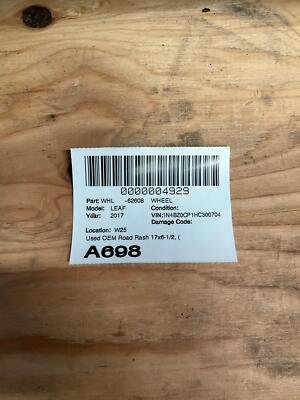 0000004929
Part: WHL -62608 WHEEL
Model: LEAF Condition:
Year: 2017 VIN:1N4BZ0CP1HC300704
Damage Code:
Location: W25
Used OEM Road Rash 17x6-1/2, (
A698